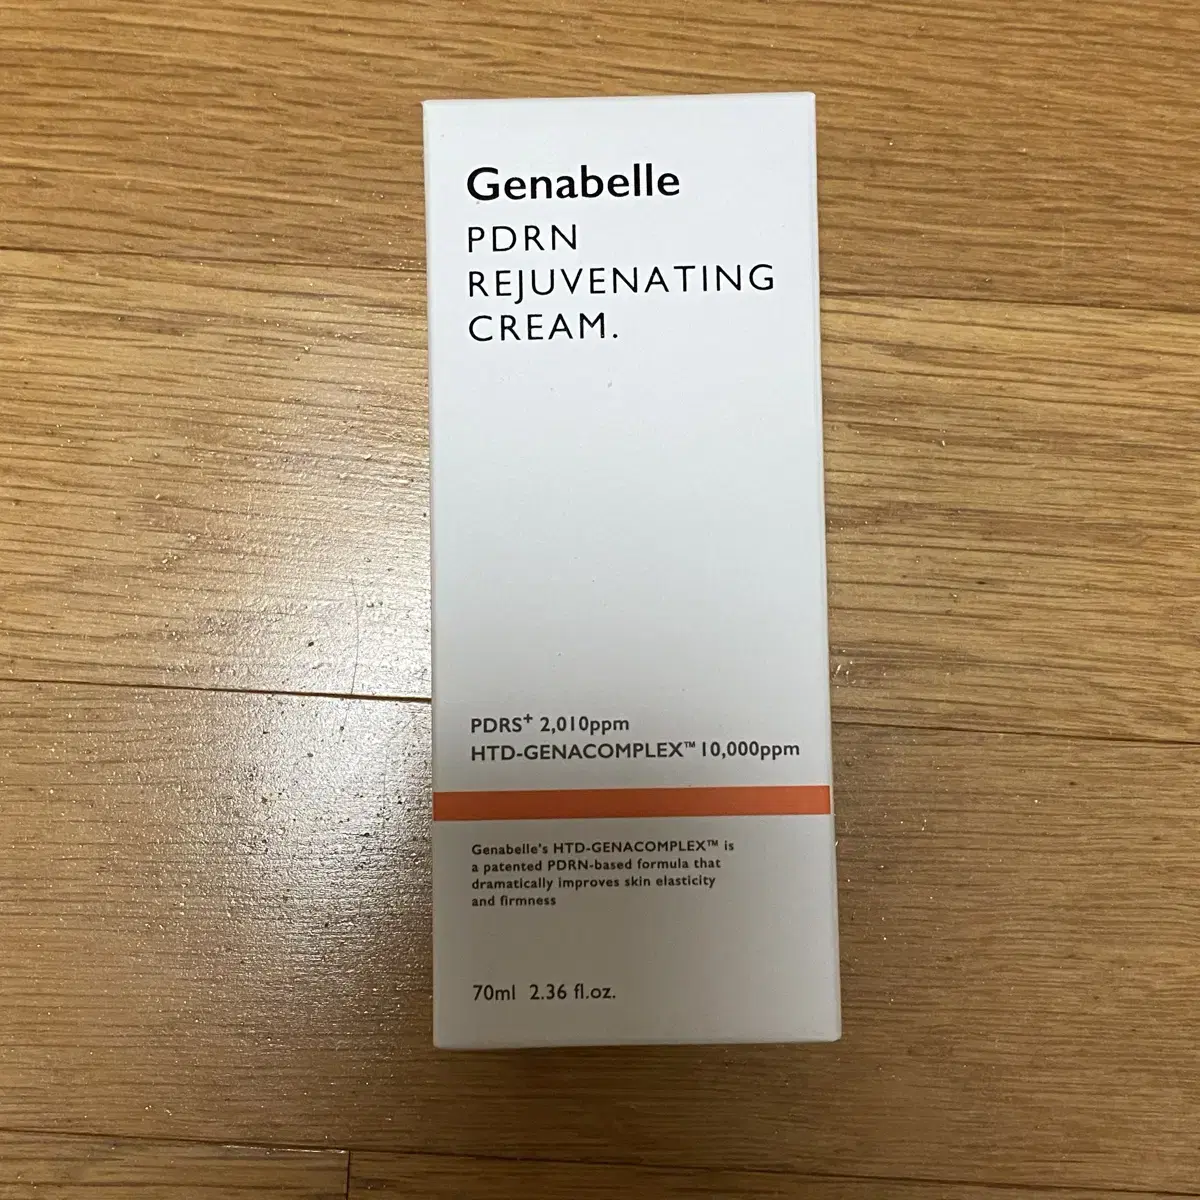 Genabelle
PDRN
REJUVENATING
CREAM.
PDRS⁺ 2,010ppm
HTD-GENACOMPLEX™ 10,000ppm
Genabelle's HTD-GENACOMPLEX™ is
a patented PDRN-based formula that
dramatically improves skin elasticity
and firmness
70ml 2.36 fl.oz.